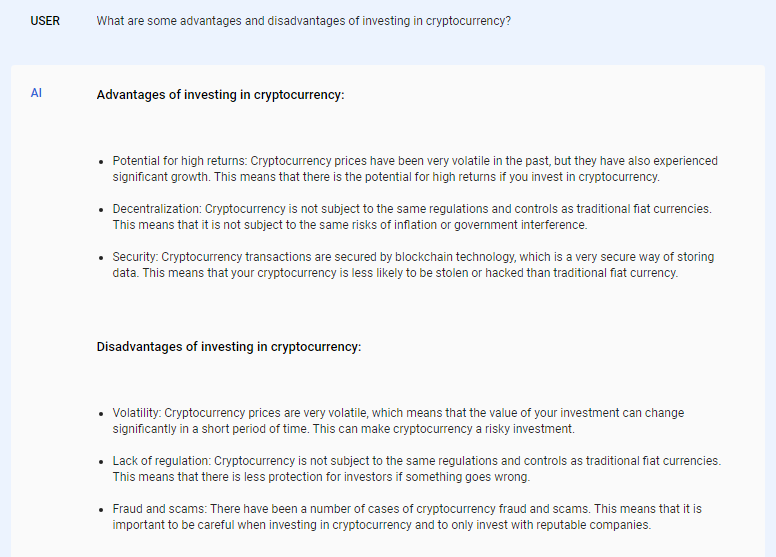 USER What are some advantages and disadvantages of investing in cryptocurrency?
AI Advantages of investing in cryptocurrency:
• Potential for high returns: Cryptocurrency prices have been very volatile in the past, but they have also experienced
significant growth. This means that there is the potential for high returns if you invest in cryptocurrency.
• Decentralization: Cryptocurrency is not subject to the same regulations and controls as traditional fiat currencies.
This means that it is not subject to the same risks of inflation or government interference.
• Security: Cryptocurrency transactions are secured by blockchain technology, which is a very secure way of storing
data. This means that your cryptocurrency is less likely to be stolen or hacked than traditional fiat currency.
Disadvantages of investing in cryptocurrency:
• Volatility: Cryptocurrency prices are very volatile, which means that the value of your investment can change
significantly in a short period of time. This can make cryptocurrency a risky investment.
• Lack of regulation: Cryptocurrency is not subject to the same regulations and controls as traditional fiat currencies.
This means that there is less protection for investors if something goes wrong.
• Fraud and scams: There have been a number of cases of cryptocurrency fraud and scams. This means that it is
important to be careful when investing in cryptocurrency and to only invest with reputable companies.